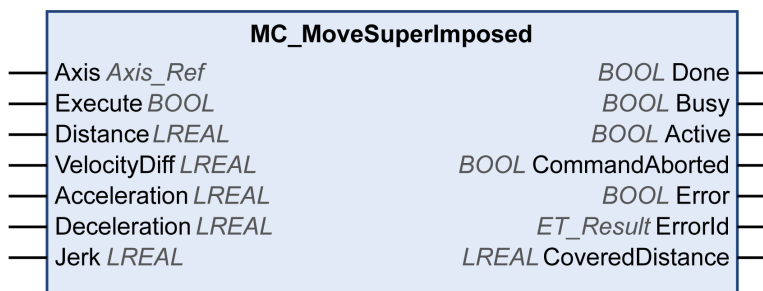 MC_MoveSuperImposed
Axis Axis_Ref BOOL Done
Execute BOOL BOOL Busy
Distance LREAL BOOL Active
VelocityDiff LREAL BOOL CommandAborted
Acceleration LREAL BOOL Error
Deceleration LREAL ET_Result ErrorId
Jerk LREAL LREAL CoveredDistance